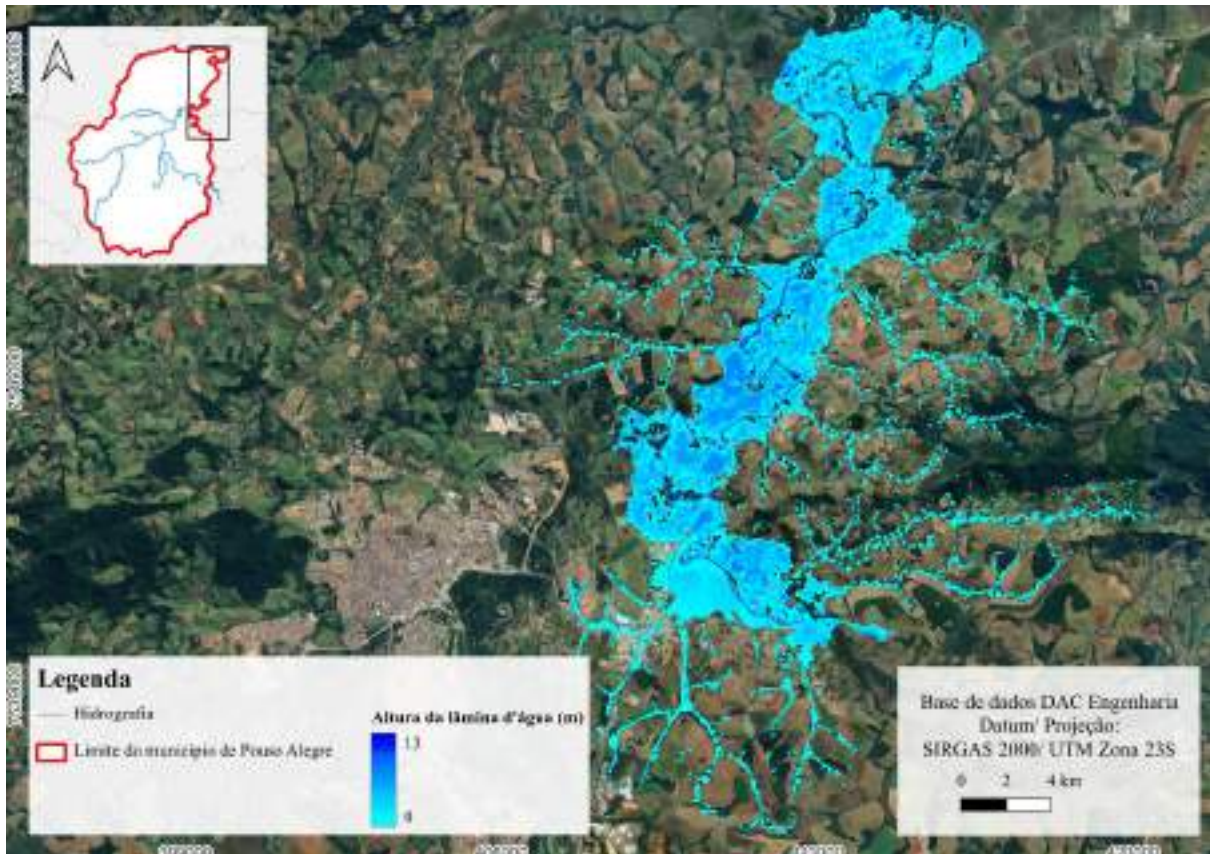 Legenda
Hidrografia
Limite do município de Pouso Alegre
Altura da lâmina d'água (m)
13
Base de dados DAC Engenharia
Datum/ Projeção:
SIRGAS 2000/ UTM Zona 23S
0 2 4 km